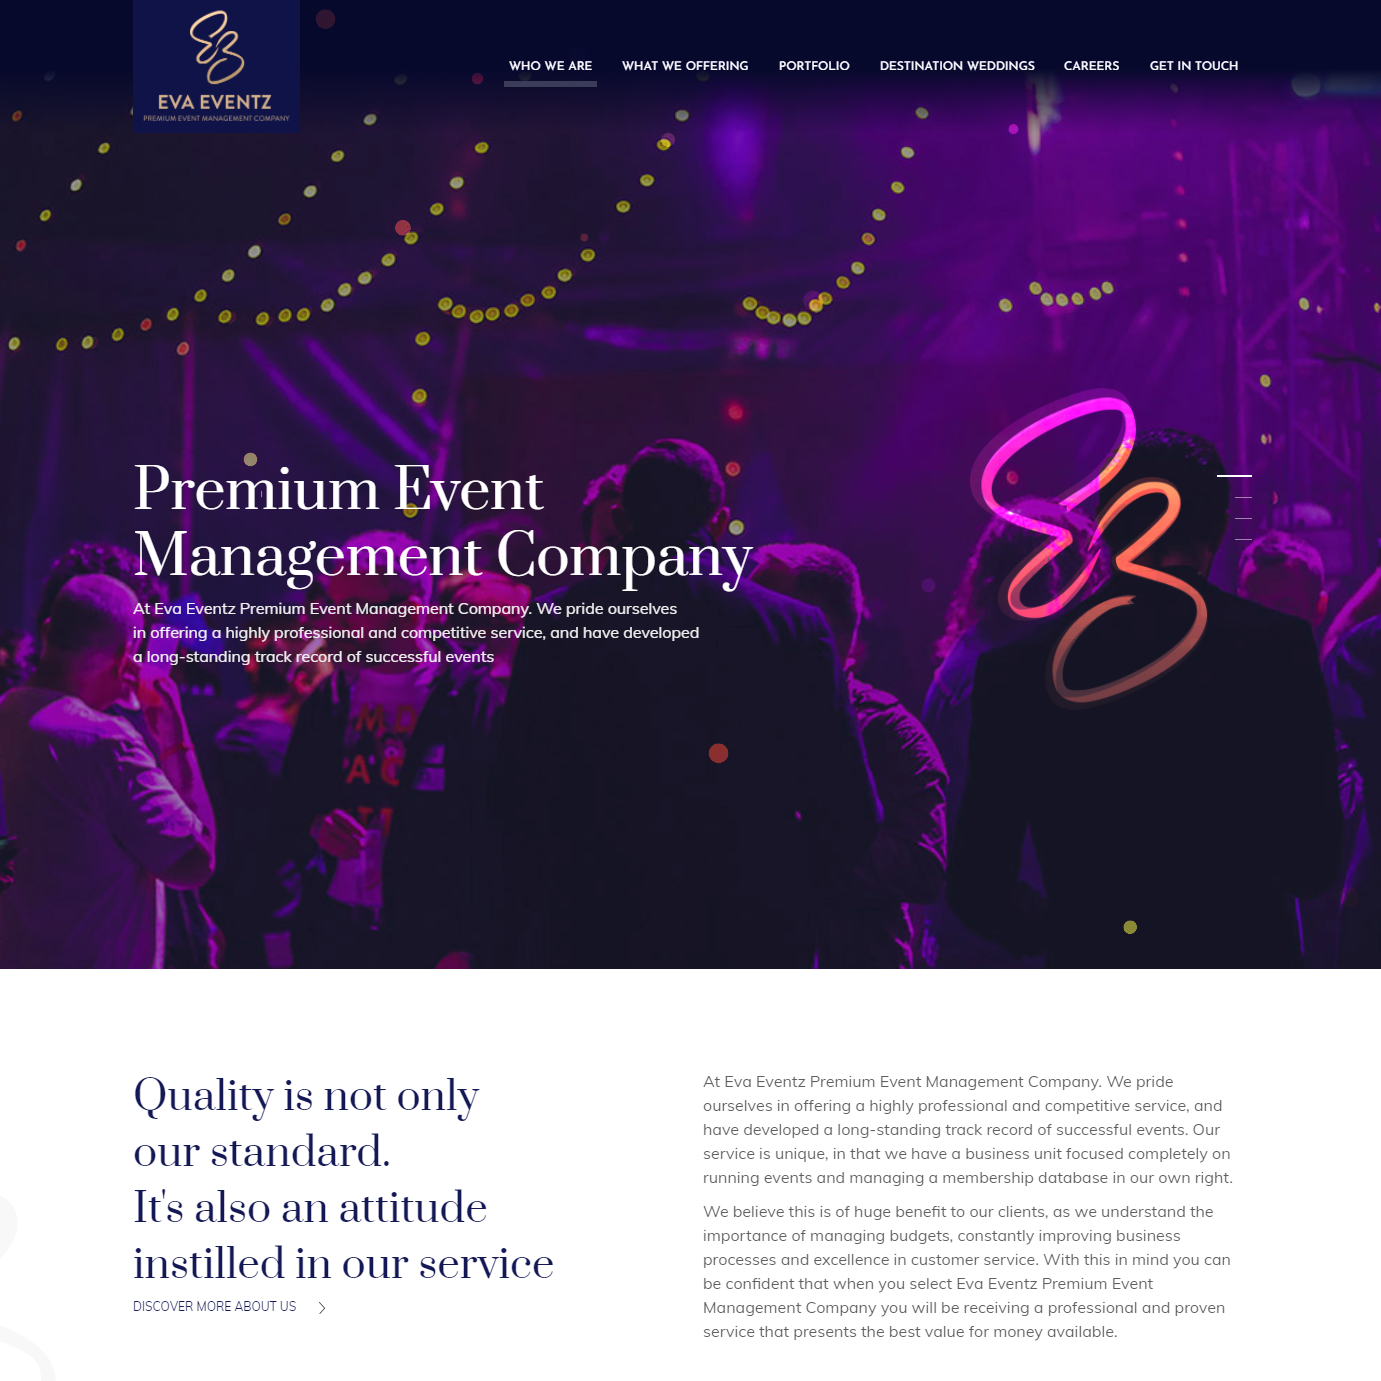 EVA EVENTZ
PREMIUM EVENT MANAGEMENT COMPANY
WHO WE ARE
WHAT WE OFFERING
PORTFOLIO
DESTINATION WEDDINGS
CAREERS
GET IN TOUCH
Premium Event
Management Company
At Eva Eventz Premium Event Management Company. We pride ourselves
in offering a highly professional and competitive service, and have developed
a long-standing track record of successful events
Quality is not only
our standard.
It's also an attitude
instilled in our service
DISCOVER MORE ABOUT US
At Eva Eventz Premium Event Management Company. We pride
ourselves in offering a highly professional and competitive service, and
have developed a long-standing track record of successful events. Our
service is unique, in that we have a business unit focused completely on
running events and managing a membership database in our own right.
We believe this is of huge benefit to our clients, as we understand the
importance of managing budgets, constantly improving business
processes and excellence in customer service. With this in mind you can
be confident that when you select Eva Eventz Premium Event
Management Company you will be receiving a professional and proven
service that presents the best value for money available.